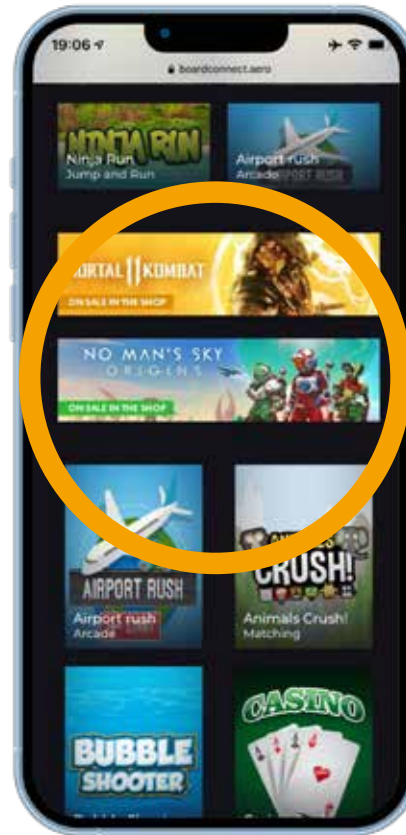 19:06
boardconnect.aero
NINJA RUN
Ninja Run
Jump and Run
Airport rush
Arcade
MORTAL 11 KOMBAT
ON SALE IN THE SHOP
NO MAN'S SKY
ORIGINS
ON SALE IN THE SHOP
AIRPORT RUSH
Airport rush
Arcade
CRUSH!
Animals Crush!
Matching
BUBBLE
SHOOTER
CASINO